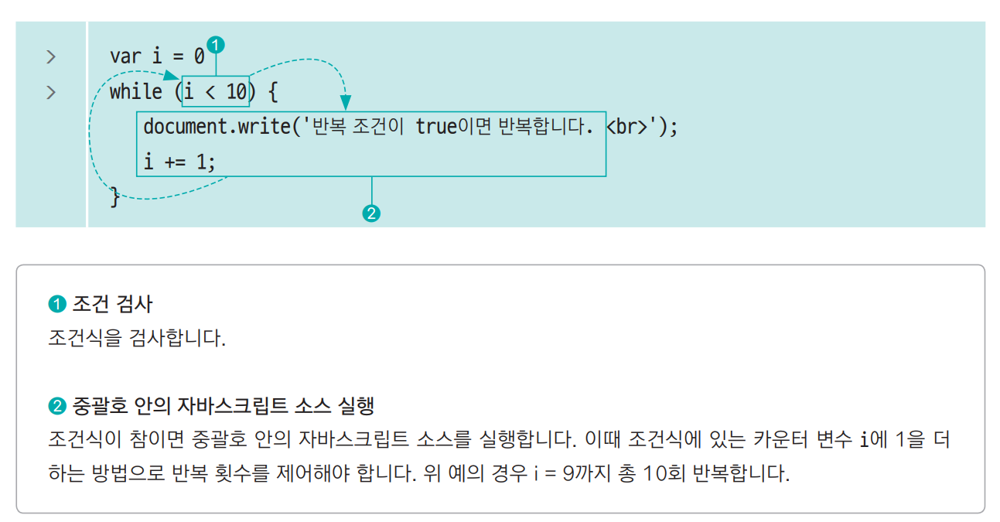 > var i = 0 ❶
> while (i < 10) {
document.write('반복 조건이 true이면 반복합니다. <br>');
i += 1;
}
❷
❶ 조건 검사
조건식을 검사합니다.
❷ 중괄호 안의 자바스크립트 소스 실행
조건식이 참이면 중괄호 안의 자바스크립트 소스를 실행합니다. 이때 조건식에 있는 카운터 변수 i에 1을 더
하는 방법으로 반복 횟수를 제어해야 합니다. 위 예의 경우 i = 9까지 총 10회 반복합니다.